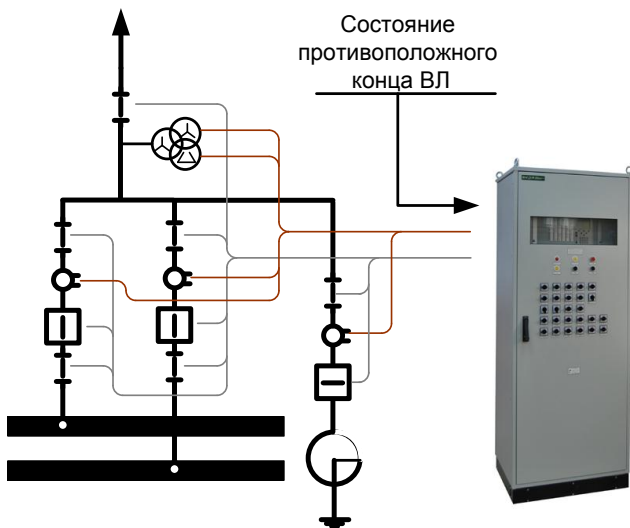 Состояние
противоположного
конца ВЛ